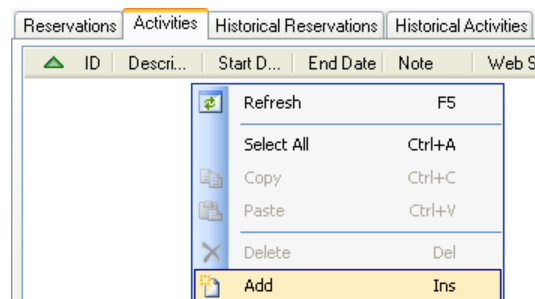 Reservations Activities Historical Reservations Historical Activities
ID Descri... Start D... End Date Note Web S
Refresh F5
Select All Ctrl+A
Copy Ctrl+C
Paste Ctrl+V
Delete Del
Add Ins